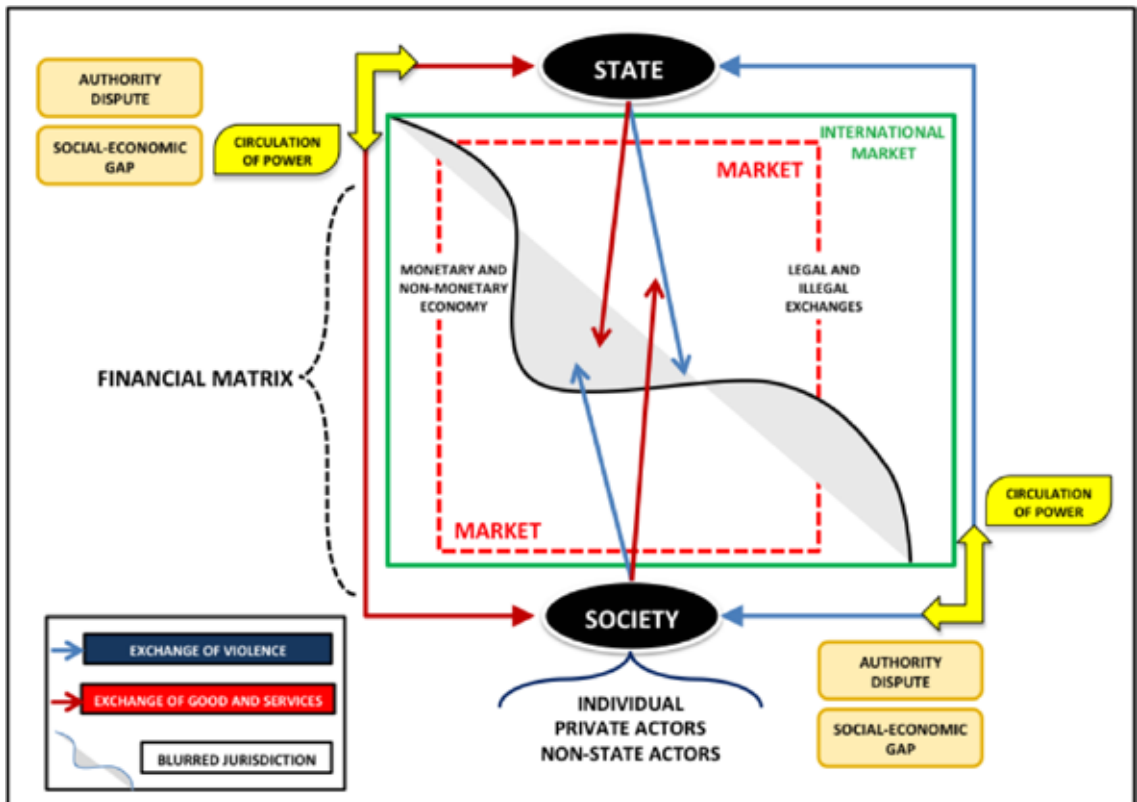 STATE
AUTHORITY
DISPUTE
SOCIAL-ECONOMIC
GAP
CIRCULATION
OF POWER
INTERNATIONAL
MARKET
MARKET
MONETARY AND
NON-MONETARY
ECONOMY
LEGAL AND
ILLEGAL
EXCHANGES
FINANCIAL MATRIX
MARKET
CIRCULATION
OF POWER
SOCIETY
INDIVIDUAL
PRIVATE ACTORS
NON-STATE ACTORS
AUTHORITY
DISPUTE
SOCIAL-ECONOMIC
GAP
EXCHANGE OF VIOLENCE
EXCHANGE OF GOOD AND SERVICES
BLURRED JURISDICTION